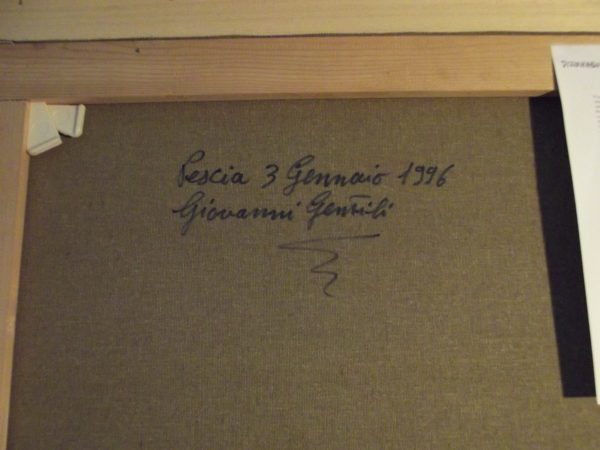 Pescia 3 Gennaio 1996
Giovanni Gentili